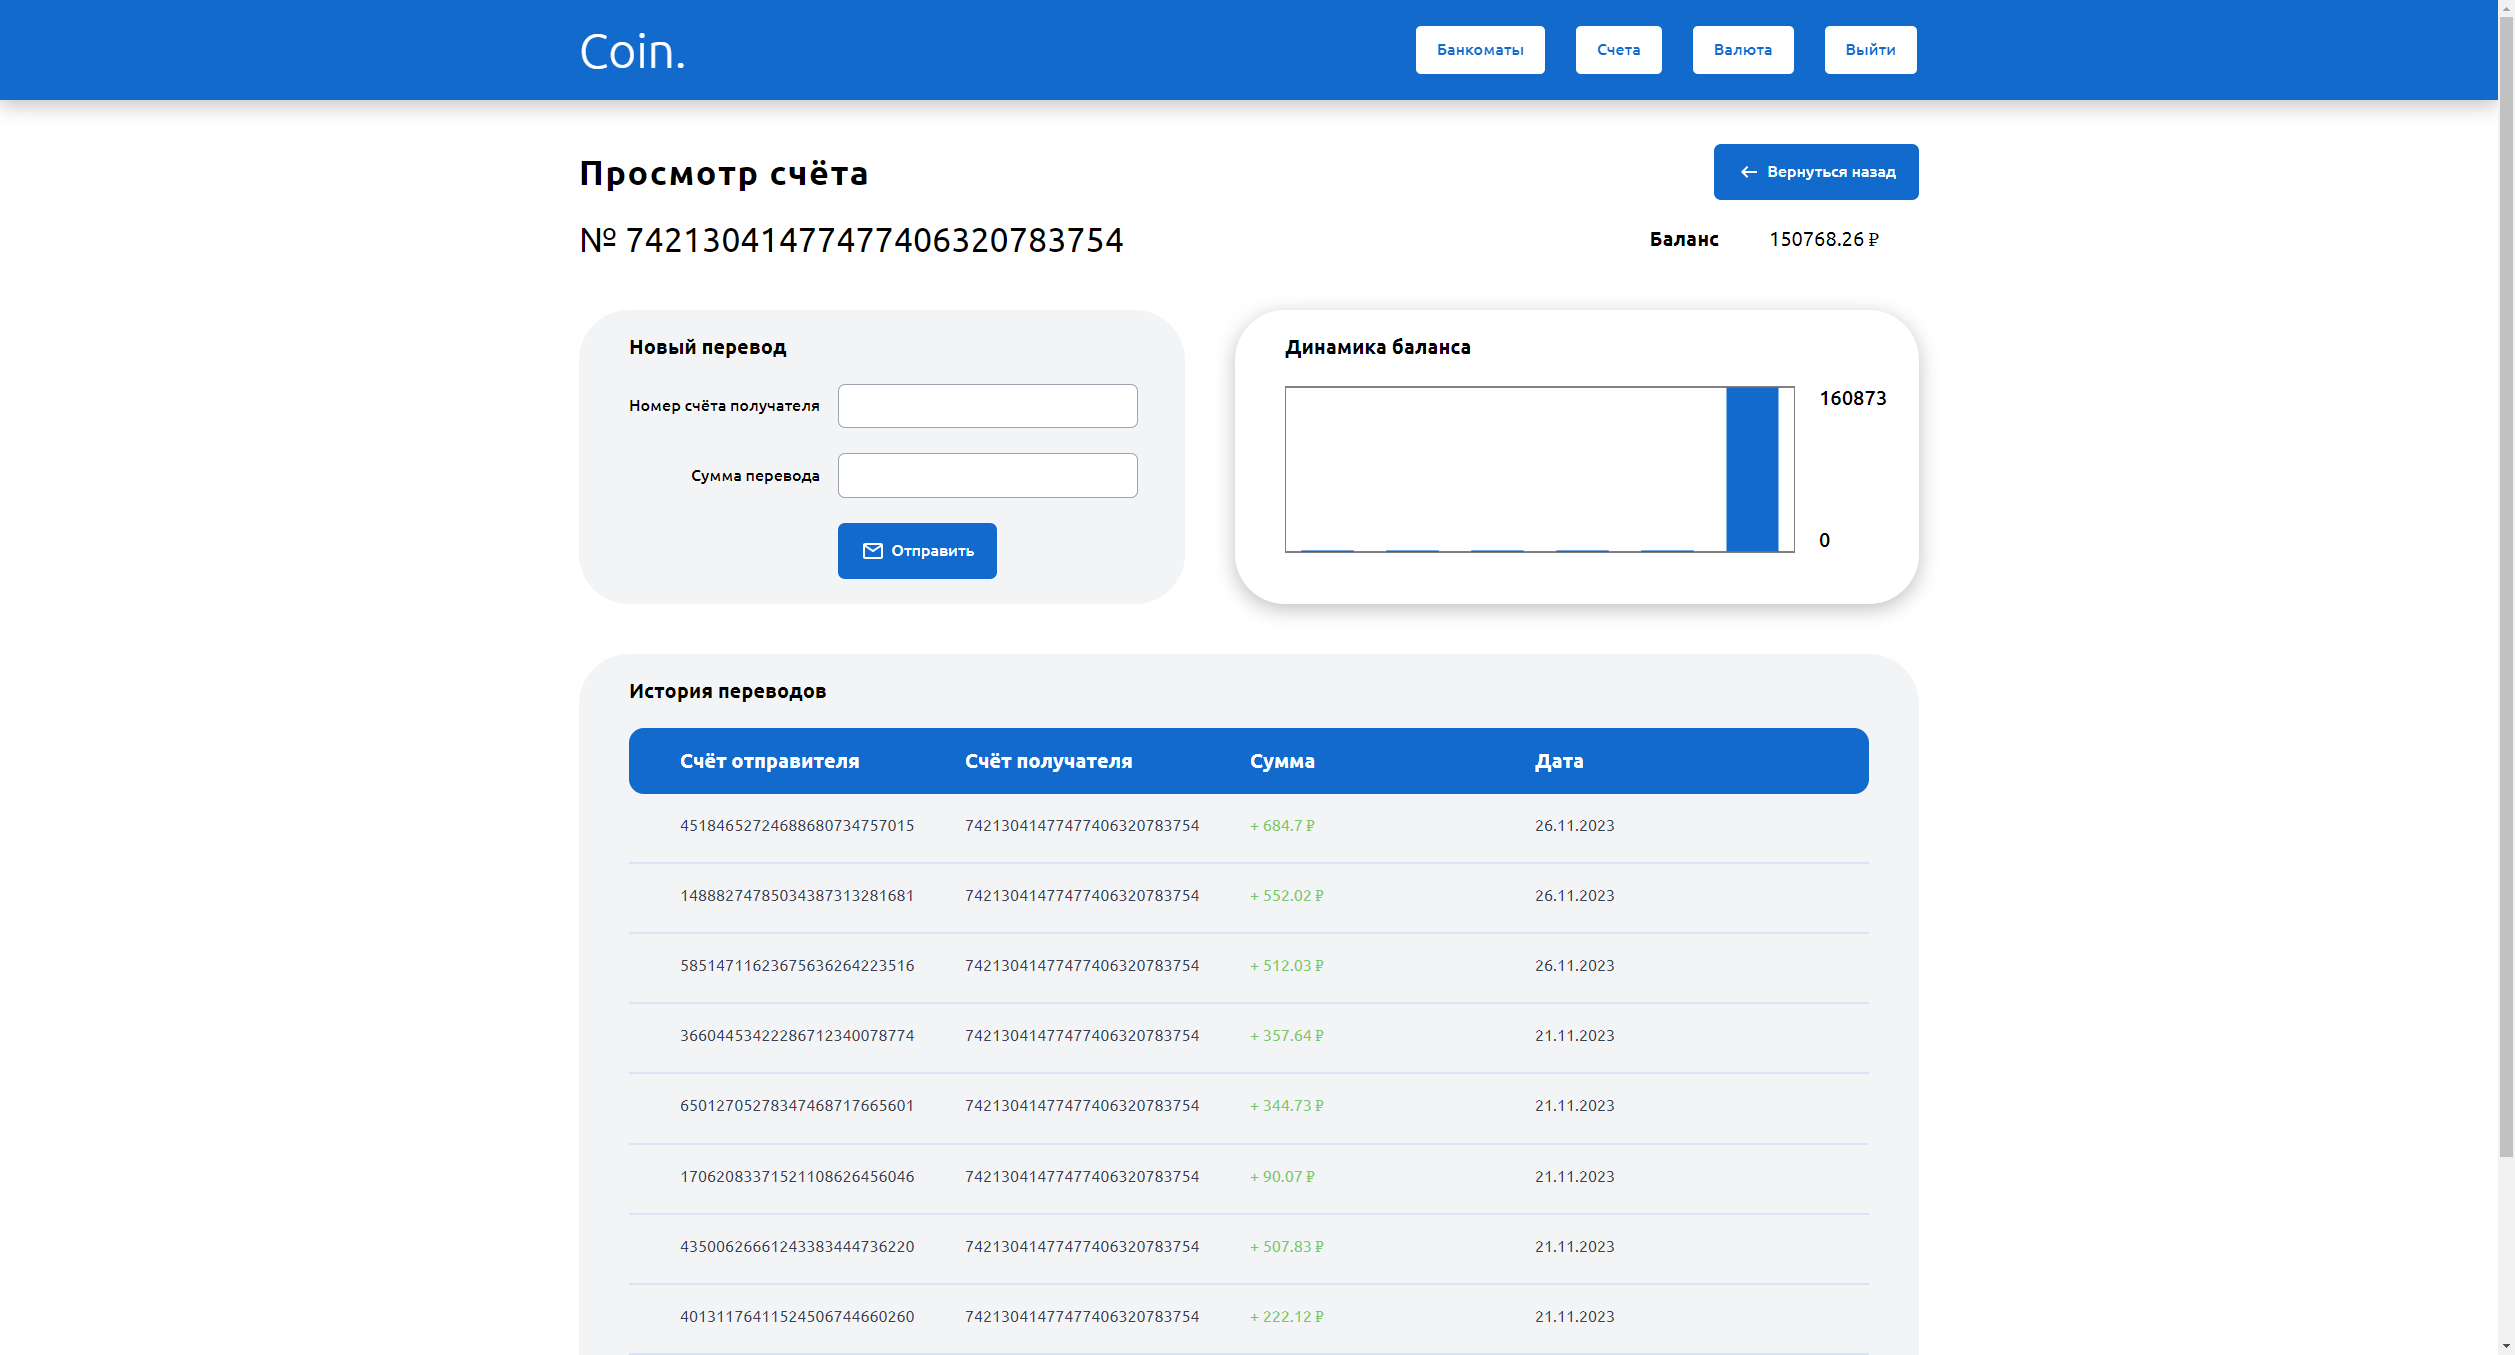 Coin.
Банкоматы
Счета
Валюта
Выйти
Просмотр счёта
Вернуться назад
№ 74213041477477406320783754
Баланс 150768.26 ₽
Новый перевод
Номер счёта получателя
Сумма перевода
Отправить
Динамика баланса
160873
0
История переводов
Счёт отправителя Счёт получателя Сумма Дата
45184652724688680734757015 74213041477477406320783754 + 684.7 ₽ 26.11.2023
14888274785034387313281681 74213041477477406320783754 + 552.02 ₽ 26.11.2023
58514711623675636264223516 74213041477477406320783754 + 512.03 ₽ 26.11.2023
36604453422286712340078774 74213041477477406320783754 + 357.64 ₽ 21.11.2023
65012705278347468717665601 74213041477477406320783754 + 344.73 ₽ 21.11.2023
17062083371521108626456046 74213041477477406320783754 + 90.07 ₽ 21.11.2023
43500626661243383444736220 74213041477477406320783754 + 507.83 ₽ 21.11.2023
40131176411524506744660260 74213041477477406320783754 + 222.12 ₽ 21.11.2023